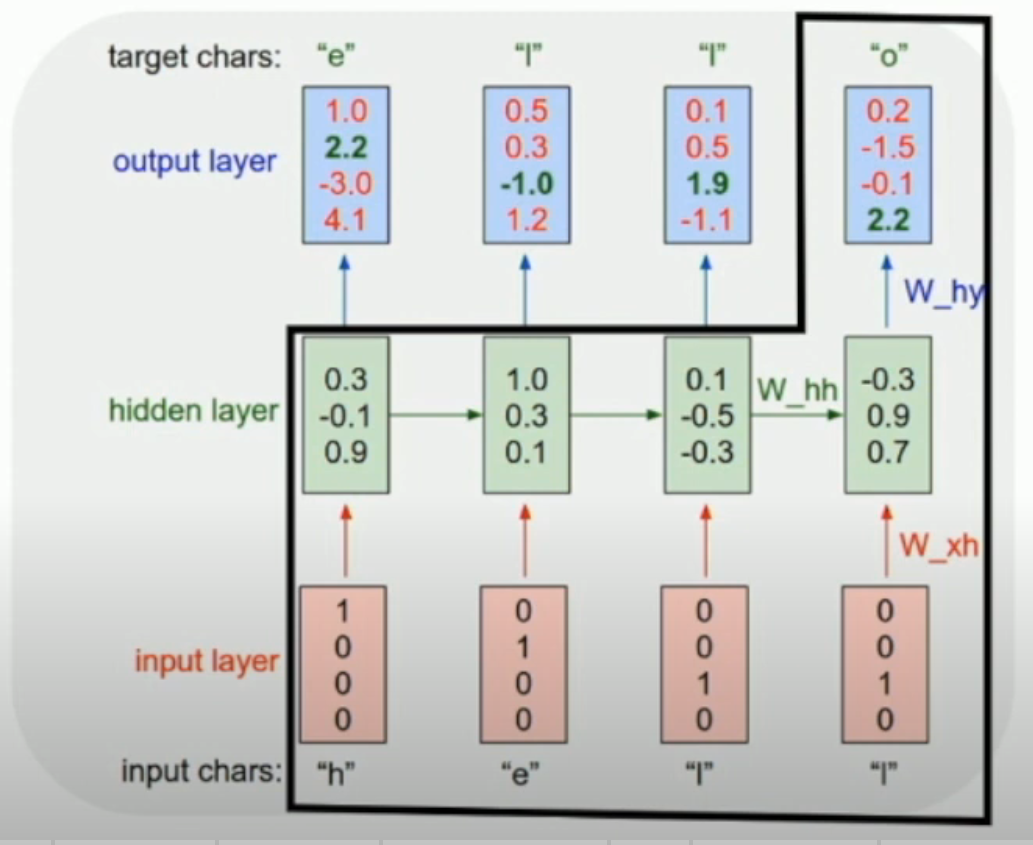 target chars: “e” “l” “l” “o”
1.0 0.5 0.1 0.2
output layer 2.2 0.3 0.5 -1.5
-3.0 -1.0 1.9 -0.1
4.1 1.2 -1.1 2.2
W_hy
0.3 1.0 0.1 W_hh -0.3
hidden layer -0.1 0.3 -0.5 0.9
0.9 0.1 -0.3 0.7
W_xh
1 0 0 0
input layer 0 1 0 0
0 0 1 1
0 0 0 0
input chars: “h” “e” “l” “l”